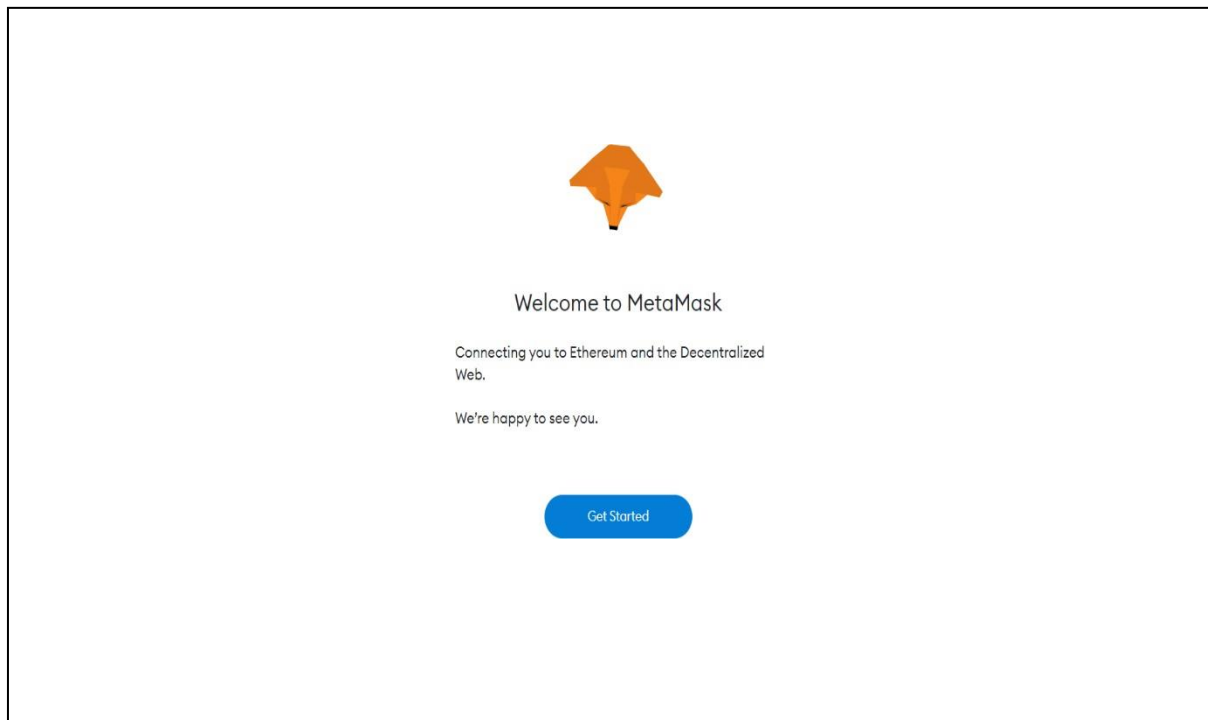 Welcome to MetaMask
Connecting you to Ethereum and the Decentralized
Web.
We're happy to see you.
Get Started